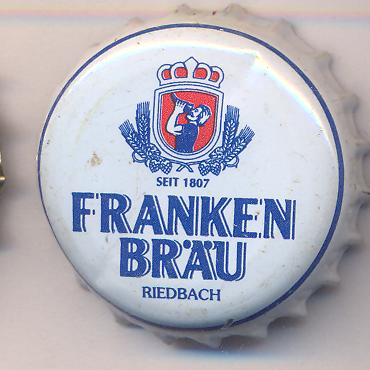 SEIT 1807
FRANKEN
BRÄU
RIEDBACH